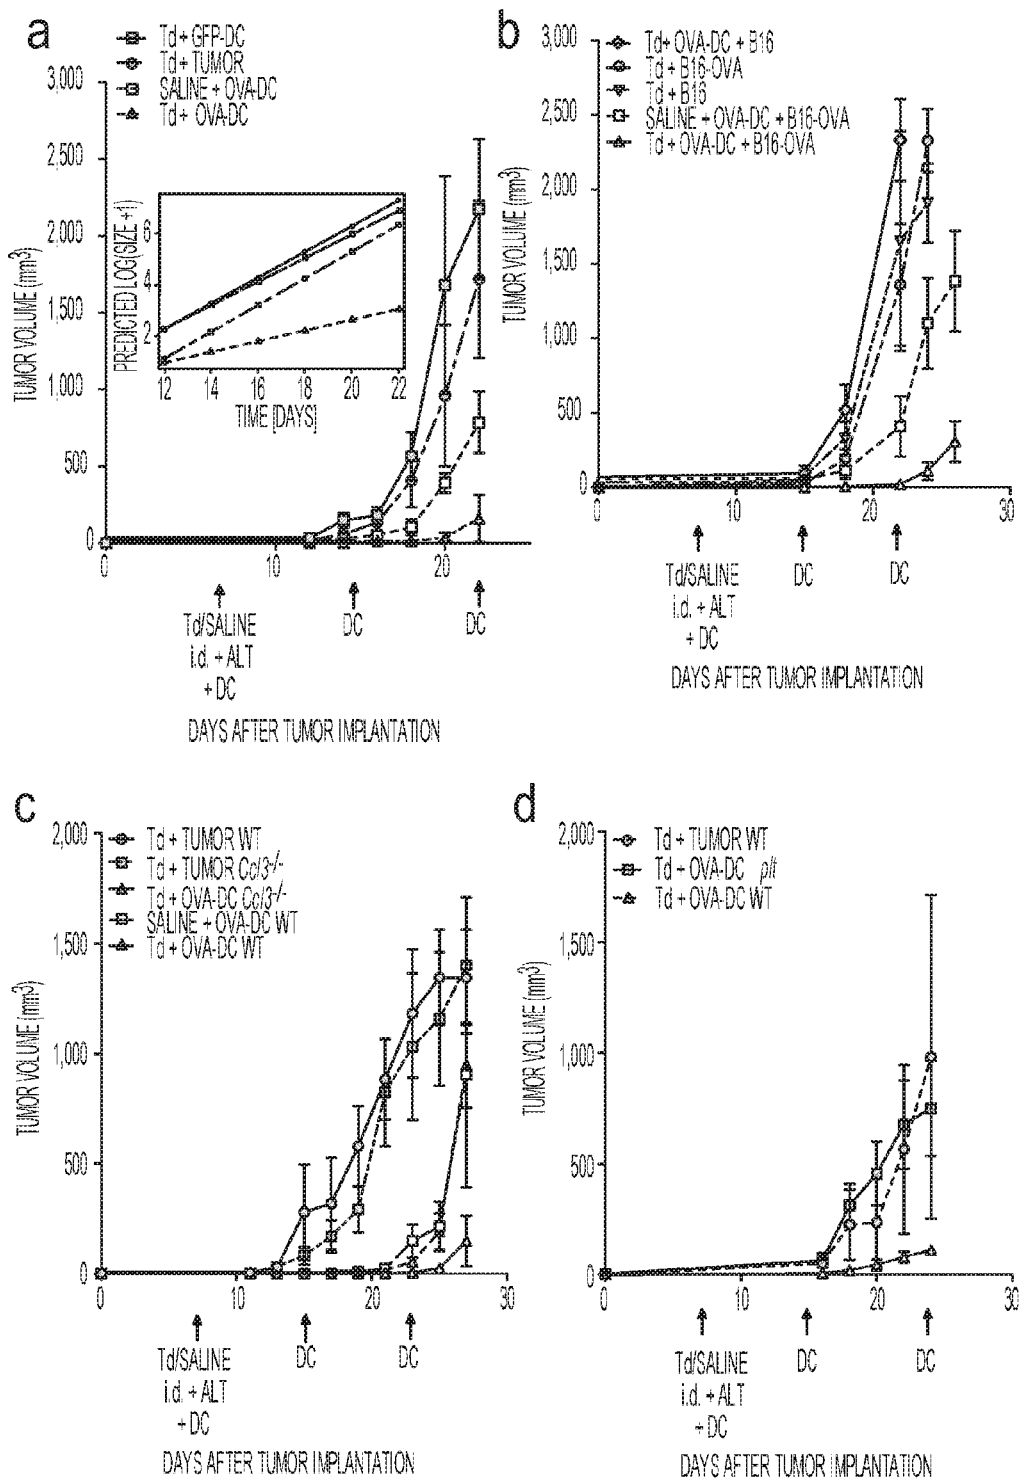 a
Td + GFP-DC
Td + TUMOR
SALINE + OVA-DC
Td + OVA-DC
3,000
2,500
2,000
1,500
1,000
500
0
TUMOR VOLUME (mm3)
PREDICTED LOG(SIZE +1)
6
4
2
12 14 16 18 20 22
TIME [DAYS]
0 10 20
Td/SALINE
i.d. + ALT
+ DC
DC
DC
DAYS AFTER TUMOR IMPLANTATION
b
Td+ OVA-DC + B16
Td + B16-OVA
Td + B16
SALINE + OVA-DC + B16-OVA
Td + OVA-DC + B16-OVA
3,000
2,500
2,000
1,500
1,000
500
0
TUMOR VOLUME (mm3)
0 10 20 30
Td/SALINE
i.d. + ALT
+ DC
DC
DC
DAYS AFTER TUMOR IMPLANTATION
c
Td + TUMOR WT
Td + TUMOR Ccl3-/-
Td + OVA-DC Ccl3-/-
SALINE + OVA-DC WT
Td + OVA-DC WT
2,000
1,500
1,000
500
0
TUMOR VOLUME (mm3)
0 10 20 30
Td/SALINE
i.d. + ALT
+ DC
DC
DC
DAYS AFTER TUMOR IMPLANTATION
d
Td + TUMOR WT
Td + OVA-DC plt
Td + OVA-DC WT
2,000
1,500
1,000
500
0
TUMOR VOLUME (mm3)
0 10 20 30
Td/SALINE
i.d. + ALT
+ DC
DC
DC
DAYS AFTER TUMOR IMPLANTATION